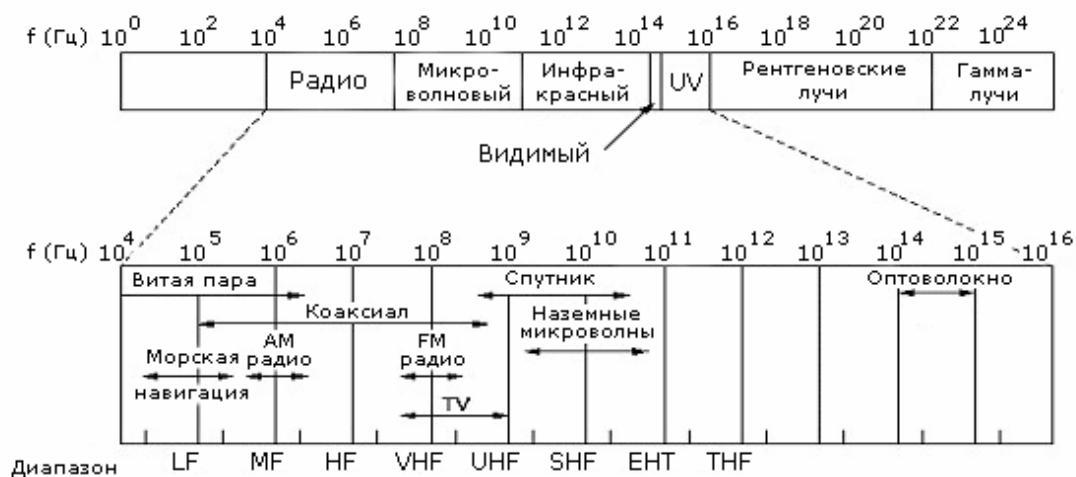 f (Гц) 10⁰ 10² 10⁴ 10⁶ 10⁸ 10¹⁰ 10¹² 10¹⁴ 10¹⁶ 10¹⁸ 10²⁰ 10²² 10²⁴
Радио Микро- Инфра- UV Рентгеновские Гамма-
волновый красный лучи лучи
Видимый
f (Гц) 10⁴ 10⁵ 10⁶ 10⁷ 10⁸ 10⁹ 10¹⁰ 10¹¹ 10¹² 10¹³ 10¹⁴ 10¹⁵ 10¹⁶
Витая пара Спутник Оптоволокно
Коаксиал Наземные
микроволны
Морская АМ FM
радио радио
навигация
TV
Диапазон LF MF HF VHF UHF SHF EHT THF